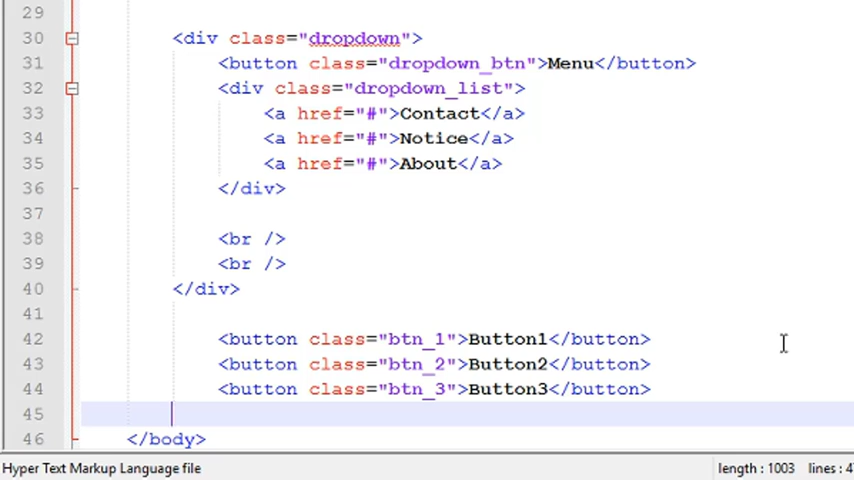 29
30 <div class="dropdown">
31 <button class="dropdown_btn">Menu</button>
32 <div class="dropdown_list">
33 <a href="#">Contact</a>
34 <a href="#">Notice</a>
35 <a href="#">About</a>
36 </div>
37
38 <br />
39 <br />
40 </div>
41
42 <button class="btn_1">Button1</button>
43 <button class="btn_2">Button2</button>
44 <button class="btn_3">Button3</button>
45
46 </body>
Hyper Text Markup Language file length : 1003 lines : 4